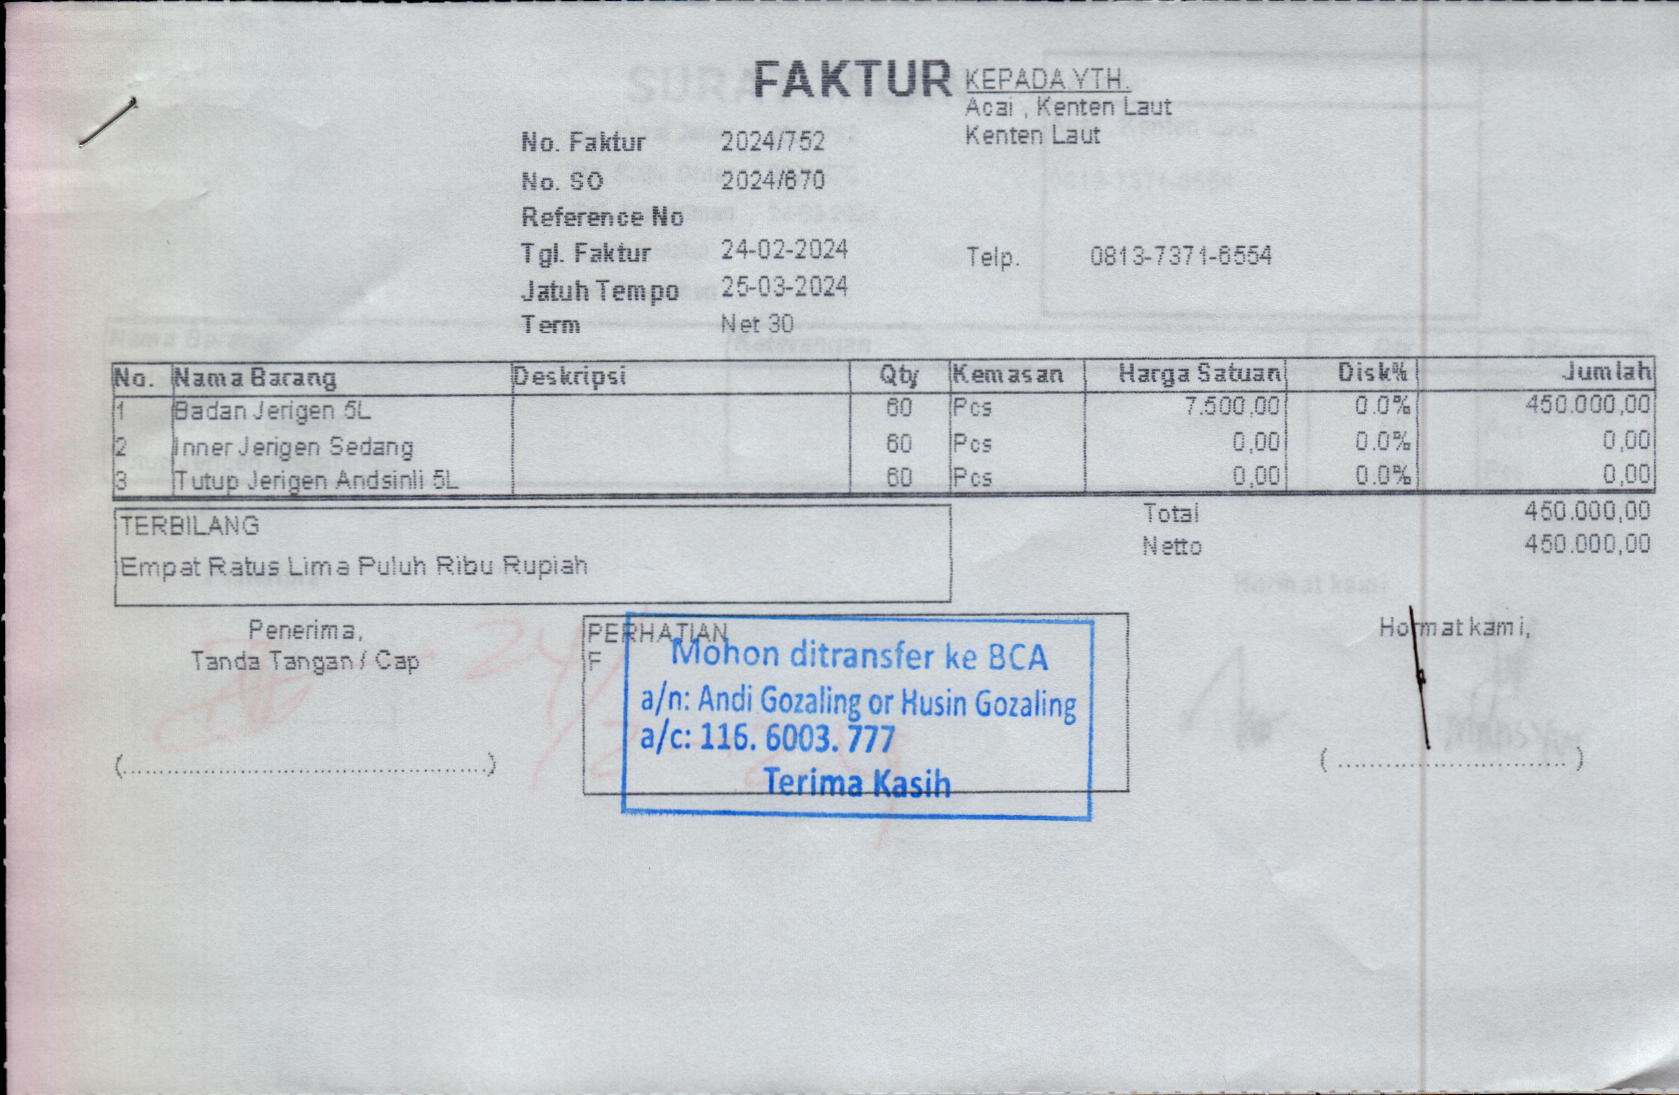 FAKTUR
KEPADA YTH.
Acai , Kenten Laut
Kenten Laut
No. Faktur 2024/752
No. SO 2024/670
Reference No
Tgl. Faktur 24-02-2024
Telp. 0813-7371-6554
Jatuh Tempo 25-03-2024
Term Net 30
No. Nama Barang Deskripsi Qty Kemasan Harga Satuan Disk% Jumlah
1 Badan Jerigen 5L 60 Pcs 7.500,00 0.0% 450.000,00
2 Inner Jerigen Sedang 60 Pcs 0,00 0.0% 0,00
3 Tutup Jerigen Andsinli 5L 60 Pcs 0,00 0.0% 0,00
Total 450.000,00
Netto 450.000,00
TERBILANG
Empat Ratus Lima Puluh Ribu Rupiah
Penerima,
Tanda Tangan / Cap
(..................................................)
PERHATIAN
F
Mohon ditransfer ke BCA
a/n: Andi Gozaling or Husin Gozaling
a/c: 116. 6003. 777
Terima Kasih
Hormat kami,
( ............................... )